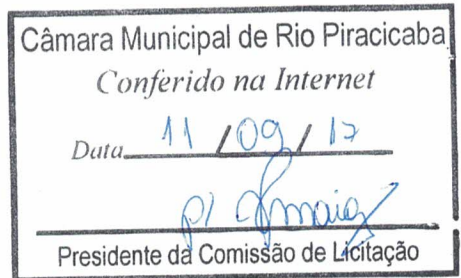 Câmara Municipal de Rio Piracicaba
Conferido na Internet
Data 11 / 09 / 17
p/
Presidente da Comissão de Licitação